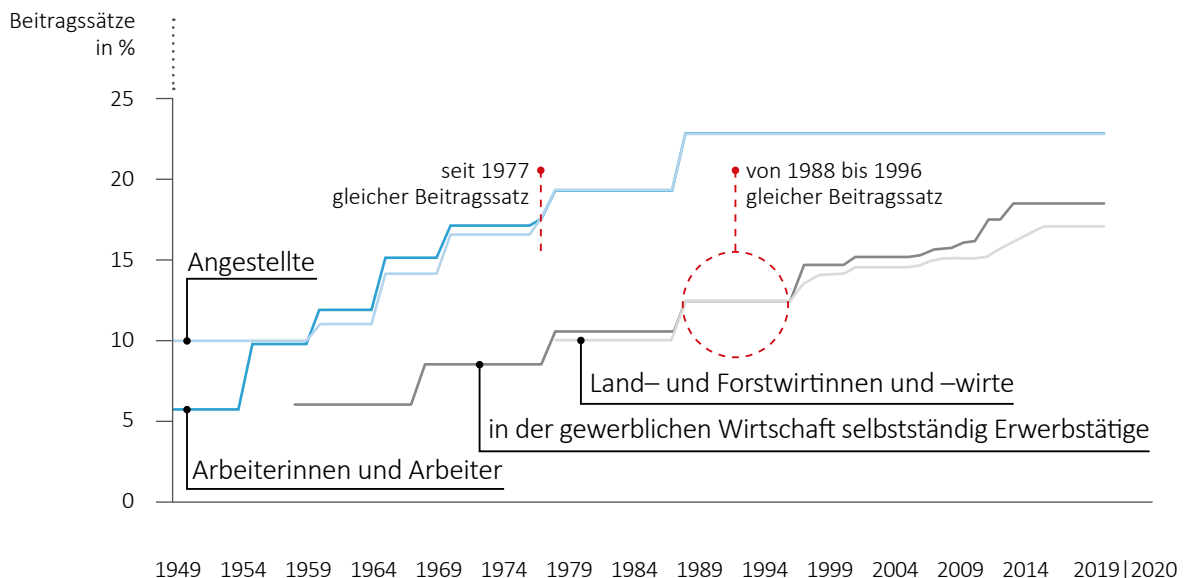 Beitragssätze
in %
25
20
15
10
5
0
seit 1977
gleicher Beitragssatz
von 1988 bis 1996
gleicher Beitragssatz
Angestellte
Land– und Forstwirtinnen und –wirte
in der gewerblichen Wirtschaft selbstständig Erwerbstätige
Arbeiterinnen und Arbeiter
1949 1954 1959 1964 1969 1974 1979 1984 1989 1994 1999 2004 2009 2014 2019|2020